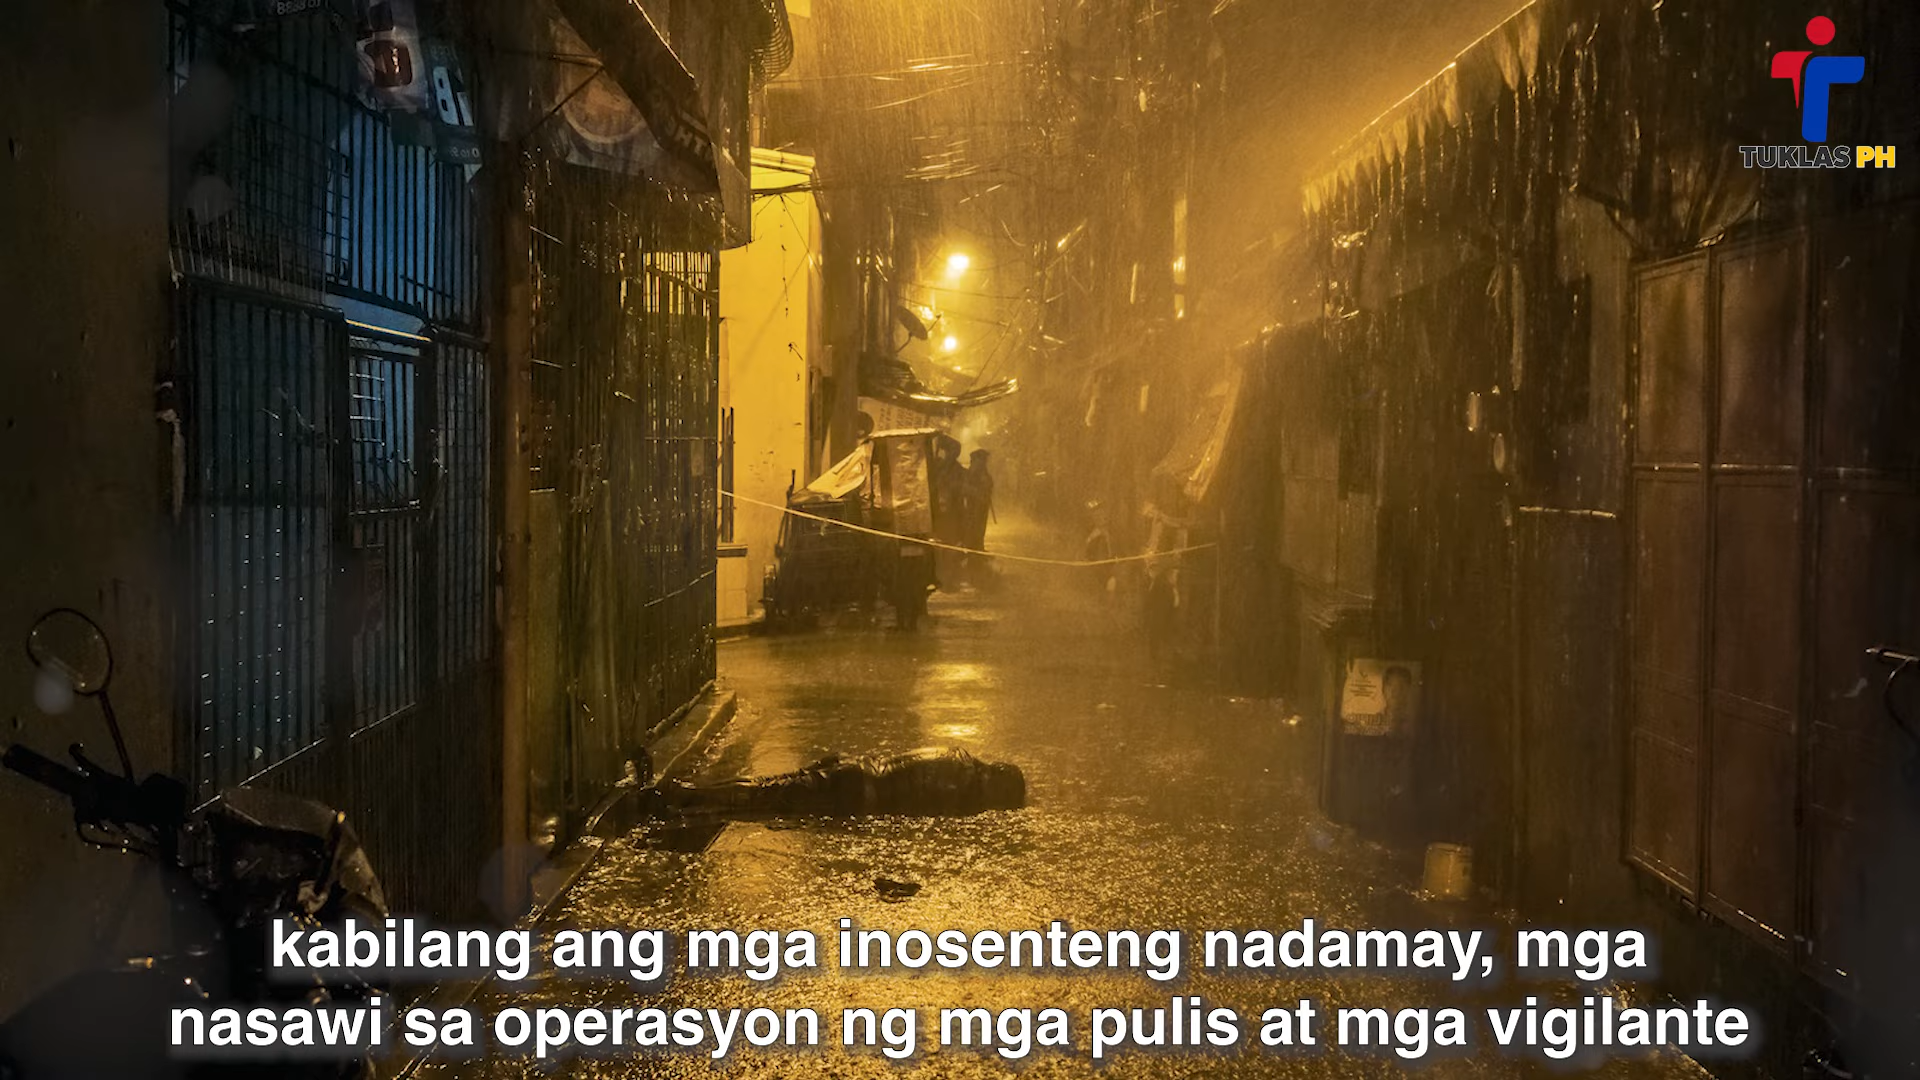 TUKLAS PH
kabilang ang mga inosenteng nadamay, mga
nasawi sa operasyon ng mga pulis at mga vigilante